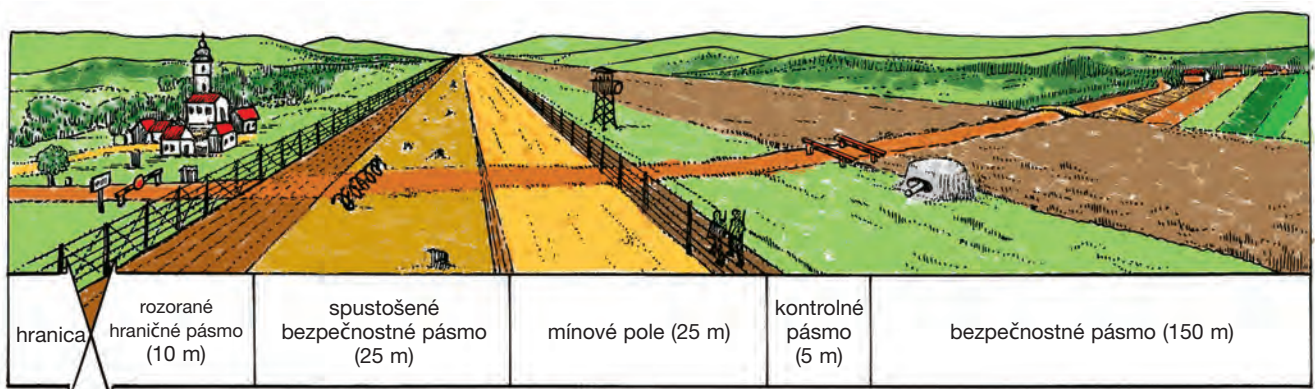 hranica
rozorané
hraničné pásmo
(10 m)
spustošené
bezpečnostné pásmo
(25 m)
mínové pole (25 m)
kontrolné
pásmo
(5 m)
bezpečnostné pásmo (150 m)